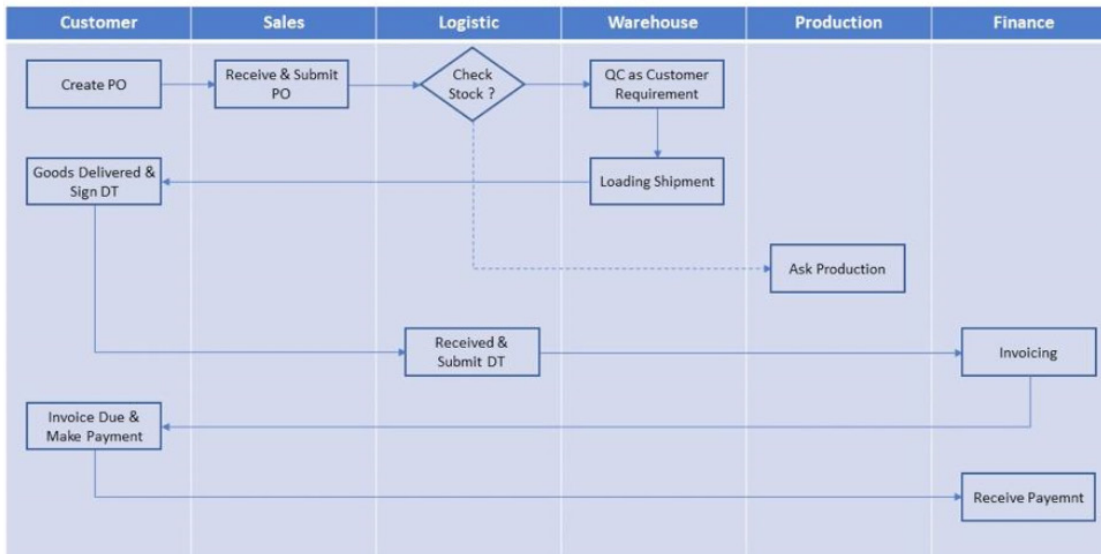 Customer
Sales
Logistic
Warehouse
Production
Finance
Create PO
Receive & Submit
PO
Check
Stock ?
QC as Customer
Requirement
Goods Delivered &
Sign DT
Loading Shipment
Ask Production
Received &
Submit DT
Invoicing
Invoice Due &
Make Payment
Receive Payemnt